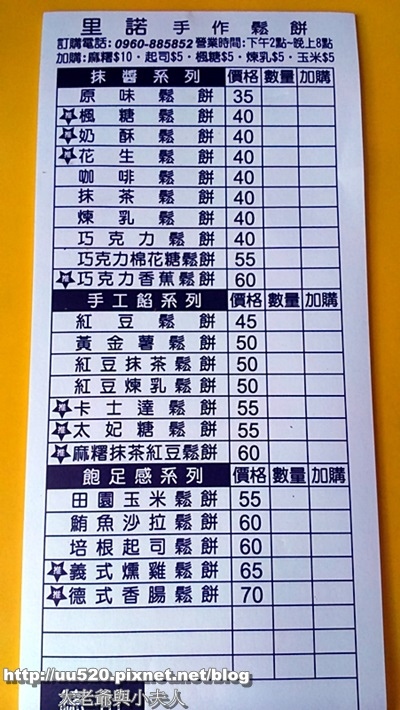 里諾 手作鬆餅
訂購電話: 0960-885852 營業時間:下午2點~晚上8點
加購:麻糬$10‧起司$5‧楓糖$5‧煉乳$5‧玉米$5
抹醬系列 價格 數量 加購
原味鬆餅 35
楓糖鬆餅 40
奶酥鬆餅 40
花生鬆餅 40
咖啡鬆餅 40
抹茶鬆餅 40
煉乳鬆餅 40
巧克力鬆餅 40
巧克力棉花糖鬆餅 55
巧克力香蕉鬆餅 60
手工餡系列 價格 數量 加購
紅豆鬆餅 45
黃金薯鬆餅 50
紅豆抹茶鬆餅 50
紅豆煉乳鬆餅 50
卡士達鬆餅 55
太妃糖鬆餅 55
麻糬抹茶紅豆鬆餅 60
飽足感系列 價格 數量 加購
田園玉米鬆餅 55
鮪魚沙拉鬆餅 60
培根起司鬆餅 60
義式燻雞鬆餅 65
德式香腸鬆餅 70
http://uu520.pixnet.net/blog
大老爺與小夫人